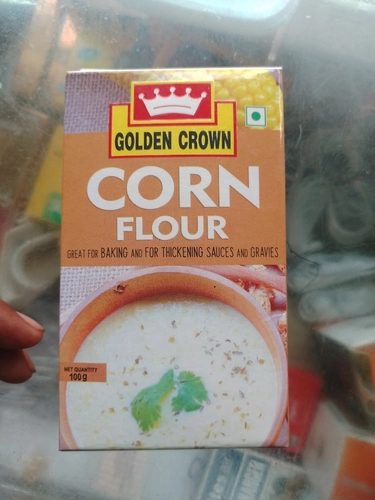 GOLDEN CROWN
CORN
FLOUR
GREAT FOR BAKING AND FOR THICKENING SAUCES AND GRAVIES
NET QUANTITY
100g